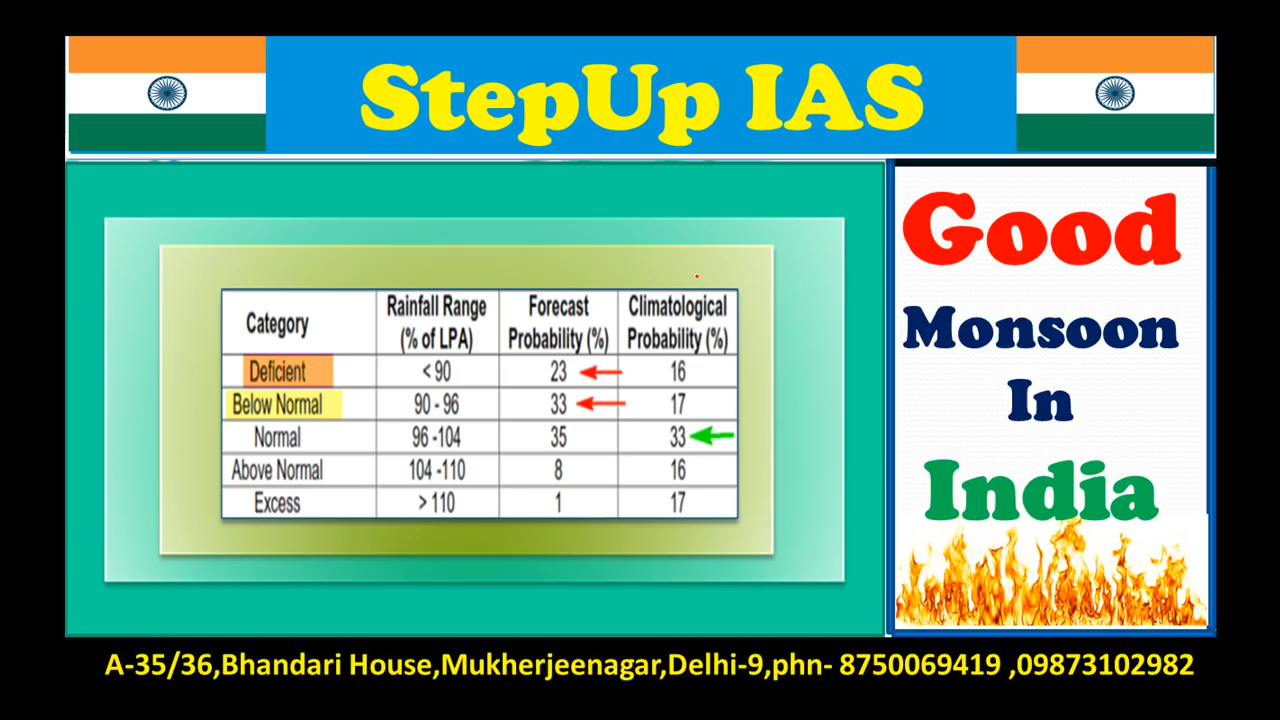 StepUp IAS
Category Rainfall Range (% of LPA) Forecast Probability (%) Climatological Probability (%)
Deficient < 90 23 16
Below Normal 90 - 96 33 17
Normal 96 -104 35 33
Above Normal 104 -110 8 16
Excess > 110 1 17
Good
Monsoon
In
India
A-35/36,Bhandari House,Mukherjeenagar,Delhi-9,phn- 8750069419 ,09873102982